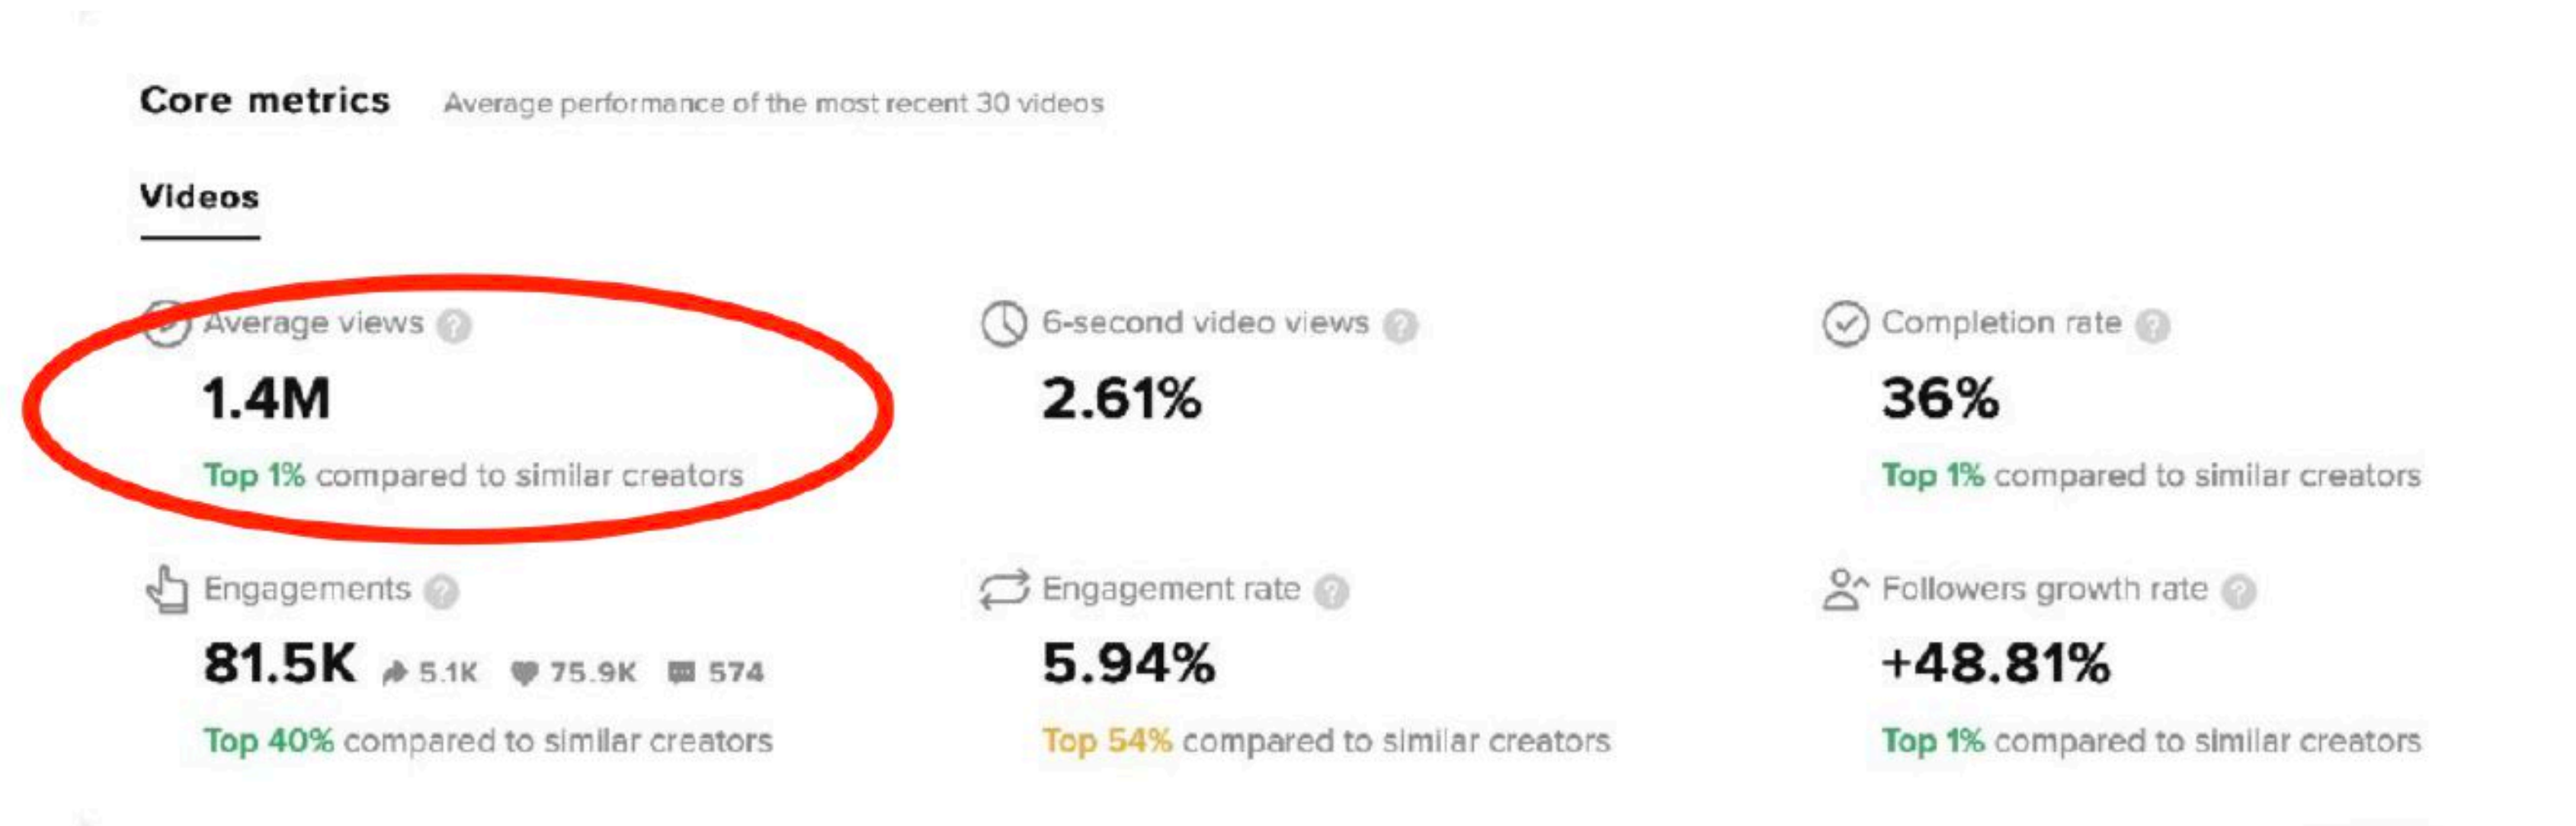 Core metrics Average performance of the most recent 30 videos
Videos
Average views ?
1.4M
Top 1% compared to similar creators
6-second video views ?
2.61%
Completion rate ?
36%
Top 1% compared to similar creators
Engagements ?
81.5K 5.1K 75.9K 574
Top 40% compared to similar creators
Engagement rate ?
5.94%
Top 54% compared to similar creators
Followers growth rate ?
+48.81%
Top 1% compared to similar creators